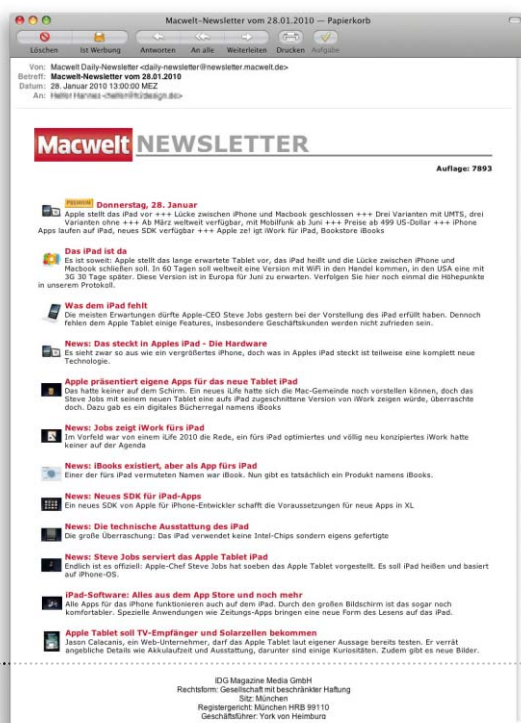 Macwelt-Newsletter vom 28.01.2010 — Papierkorb
Löschen Ist Werbung Antworten An alle Weiterleiten Drucken Aufgabe
Von: Macwelt Daily-Newsletter <daily-newsletter@newsletter.macwelt.de>
Betreff: Macwelt-Newsletter vom 28.01.2010
Datum: 28. Januar 2010 13:00:00 MEZ
An:
Macwelt NEWSLETTER
Auflage: 7893
PREMIUM Donnerstag, 28. Januar
Apple stellt das iPad vor +++ Lücke zwischen iPhone und Macbook geschlossen +++ Drei Varianten mit UMTS, drei
Varianten ohne +++ Ab März weltweit verfügbar, mit Mobilfunk ab Juni +++ Preise ab 499 US-Dollar +++ iPhone
Apps laufen auf iPad, neues SDK verfügbar +++ Apple ze! igt iWork für iPad, Bookstore iBooks
Das iPad ist da
Es ist soweit: Apple stellt das lange erwartete Tablet vor, das iPad heißt und die Lücke zwischen iPhone und
Macbook schließen soll. In 60 Tagen soll weltweit eine Version mit WiFi in den Handel kommen, in den USA eine mit
3G 30 Tage später. Diese Version ist in Europa für Juni zu erwarten. Verfolgen Sie hier noch einmal die Höhepunkte
in unserem Protokoll.
Was dem iPad fehlt
Die meisten Erwartungen dürfte Apple-CEO Steve Jobs gestern bei der Vorstellung des iPad erfüllt haben. Dennoch
fehlen dem Apple Tablet einige Features, insbesondere Geschäftskunden werden nicht zufrieden sein.
News: Das steckt in Apples iPad - Die Hardware
Es sieht zwar so aus wie ein vergrößertes iPhone, doch was in Apples iPad steckt ist teilweise eine komplett neue
Technologie.
Apple präsentiert eigene Apps für das neue Tablet iPad
Das hatte keiner auf dem Schirm. Ein neues iLife hatte sich die Mac-Gemeinde noch vorstellen können, doch das
Steve Jobs mit seinem neuen Tablet eine aufs iPad zugeschnittene Version von iWork zeigen würde, überraschte
doch. Dazu gab es ein digitales Bücherregal namens iBooks
News: Jobs zeigt iWork fürs iPad
Im Vorfeld war von einem iLife 2010 die Rede, ein fürs iPad optimiertes und völlig neu konzipiertes iWork hatte
keiner auf der Agenda
News: iBooks existiert, aber als App fürs iPad
Einer der fürs iPad vermuteten Namen war iBook. Nun gibt es tatsächlich ein Produkt namens iBooks.
News: Neues SDK für iPad-Apps
Ein neues SDK von Apple für iPhone-Entwickler schafft die Voraussetzungen für neue Apps in XL
News: Die technische Ausstattung des iPad
Die große Überraschung: Das iPad verwendet keine Intel-Chips sondern eigens gefertigte
News: Steve Jobs serviert das Apple Tablet iPad
Endlich ist es offiziell: Apple-Chef Steve Jobs hat soeben das Apple Tablet vorgestellt. Es soll iPad heißen und basiert
auf iPhone-OS.
iPad-Software: Alles aus dem App Store und noch mehr
Alle Apps für das iPhone funktionieren auch auf dem iPad. Durch den großen Bildschirm ist das sogar noch
komfortabler. Spezielle Anwendungen wie Zeitungs-Apps bringen eine neue Form des Lesens auf das iPad.
Apple Tablet soll TV-Empfänger und Solarzellen bekommen
Jason Calacanis, ein Web-Unternehmer, darf das Apple Tablet laut eigener Aussage bereits testen. Er verrät
angebliche Details wie Akkulaufzeit und Ausstattung, darunter sind einige Kuriositäten. Zudem gibt es neue Bilder.
IDG Magazine Media GmbH
Rechtsform: Gesellschaft mit beschränkter Haftung
Sitz: München
Registergericht: München HRB 99110
Geschäftsführer: York von Heimburg